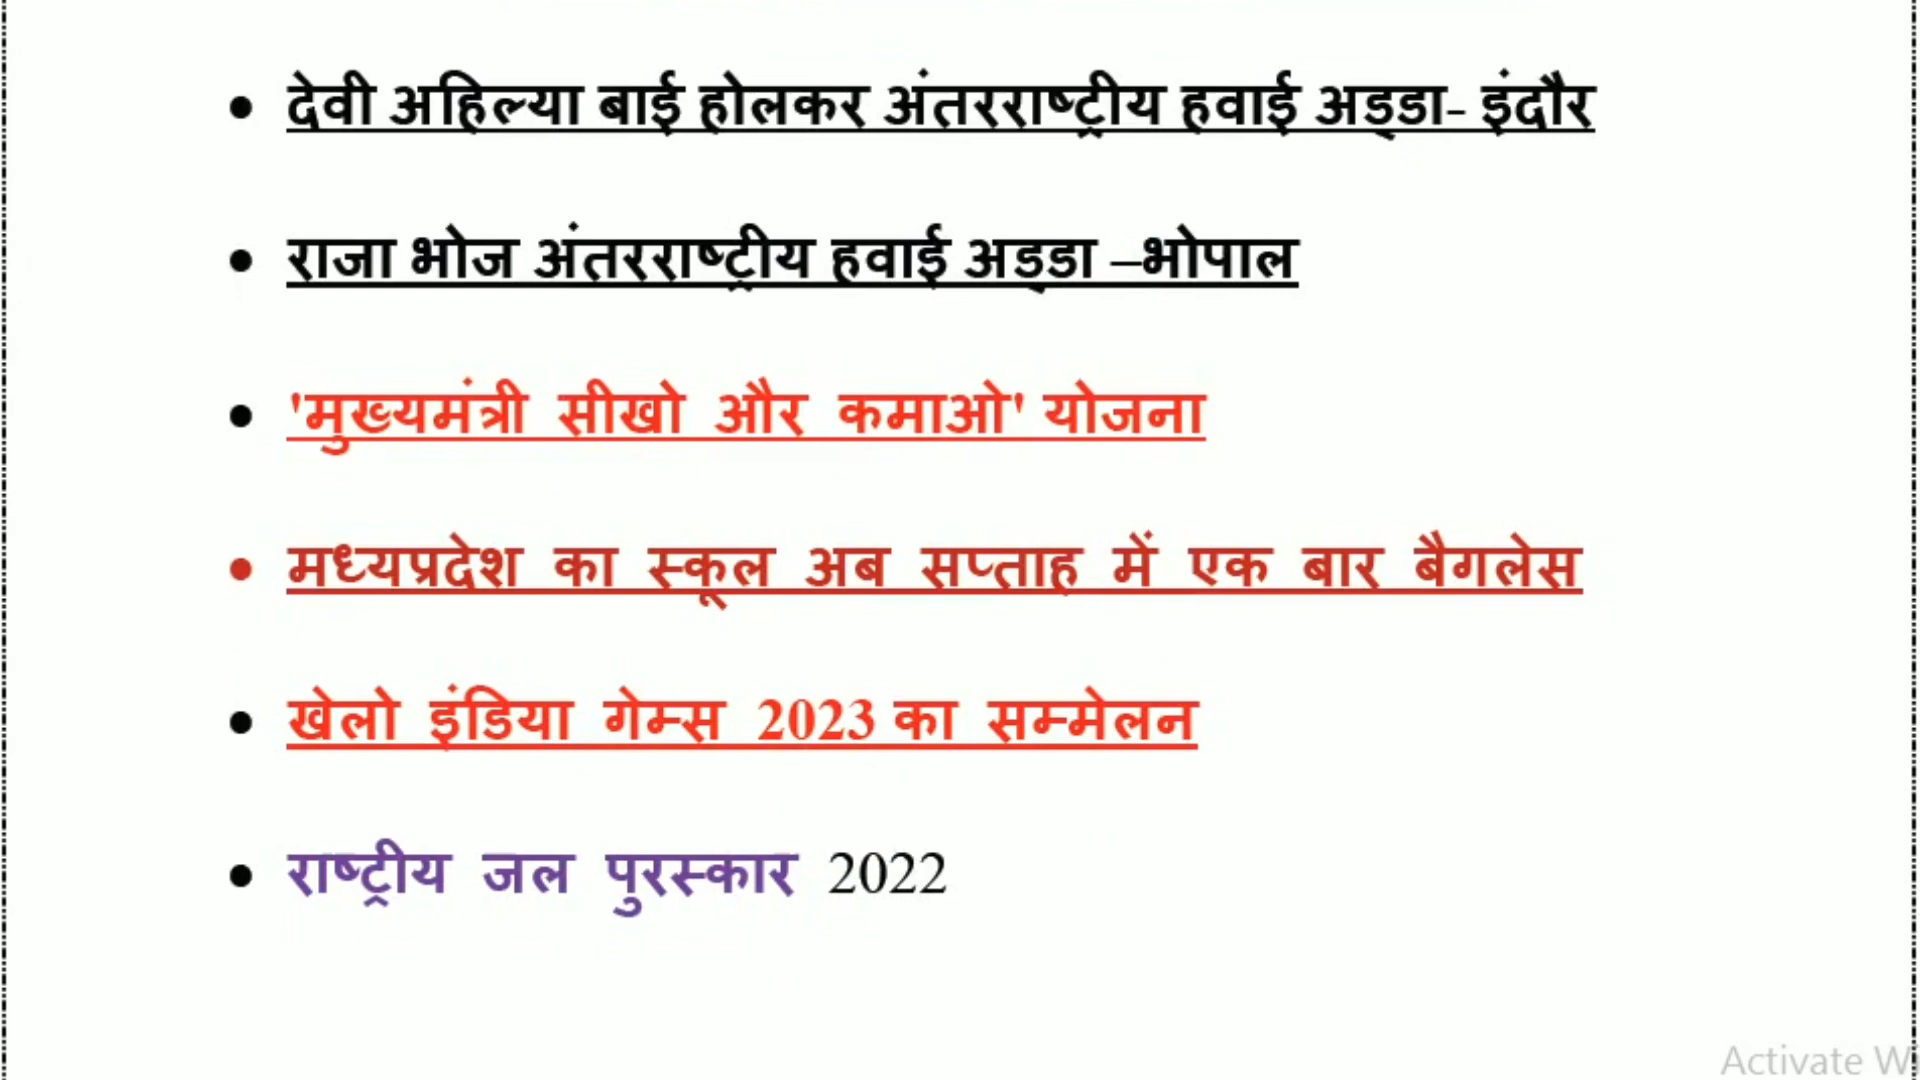 • देवी अहिल्या बाई होलकर अंतरराष्ट्रीय हवाई अड्डा- इंदौर
• राजा भोज अंतरराष्ट्रीय हवाई अड्डा –भोपाल
• 'मुख्यमंत्री सीखो और कमाओ' योजना
• मध्यप्रदेश का स्कूल अब सप्ताह में एक बार बैगलेस
• खेलो इंडिया गेम्स 2023 का सम्मेलन
• राष्ट्रीय जल पुरस्कार 2022
Activate